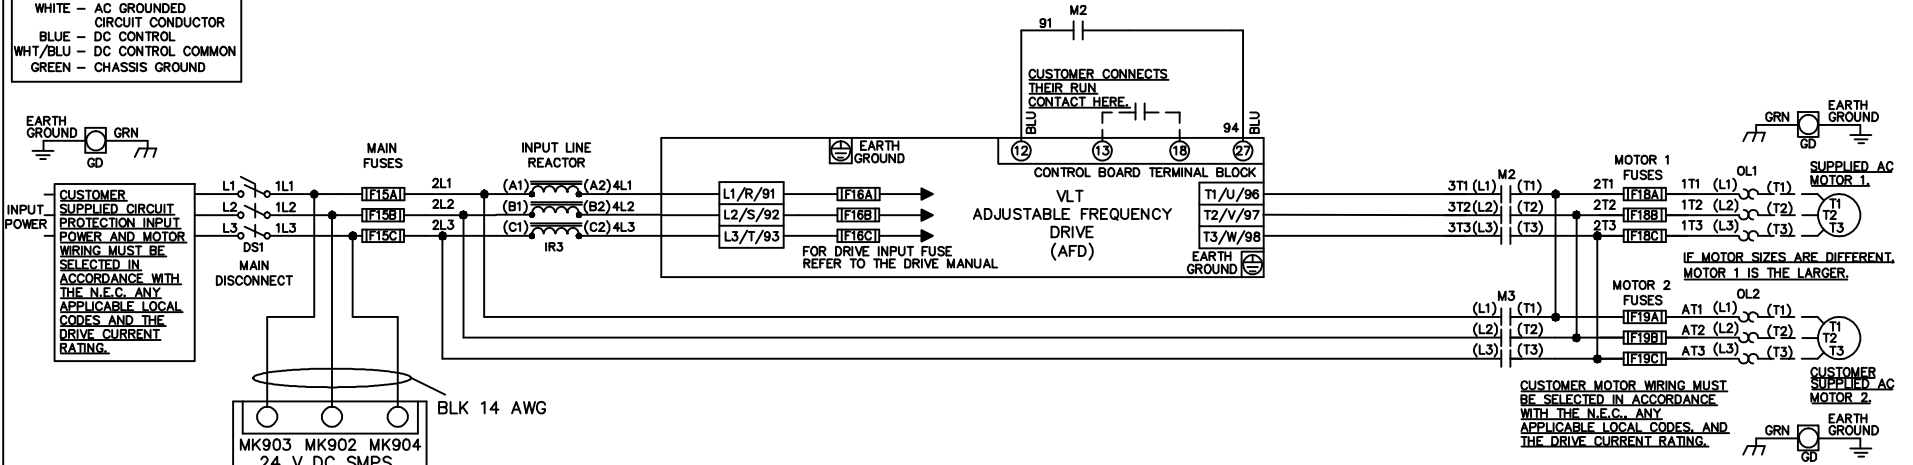 WHITE – AC GROUNDED
CIRCUIT CONDUCTOR
BLUE – DC CONTROL
WHT/BLU – DC CONTROL COMMON
GREEN – CHASSIS GROUND
EARTH
GROUND
GRN
GD
INPUT
POWER
CUSTOMER
SUPPLIED CIRCUIT
PROTECTION INPUT
POWER AND MOTOR
WIRING MUST BE
SELECTED IN
ACCORDANCE WITH
THE N.E.C. ANY
APPLICABLE LOCAL
CODES AND THE
DRIVE CURRENT
RATING.
L1 1L1
L2 1L2
L3 1L3
DS1
MAIN
DISCONNECT
MAIN
FUSES
F15A
F15B
F15C
2L1
2L2
2L3
INPUT LINE
REACTOR
(A1) (A2) 4L1
(B1) (B2) 4L2
(C1) (C2) 4L3
IR3
BLK 14 AWG
MK903 MK902 MK904
24 V DC SMPS
M2
91
CUSTOMER CONNECTS
THEIR RUN
CONTACT HERE.
BLU
94 BLU
12 13 18 27
CONTROL BOARD TERMINAL BLOCK
EARTH
GROUND
L1/R/91
L2/S/92
L3/T/93
F16A
F16B
F16C
FOR DRIVE INPUT FUSE
REFER TO THE DRIVE MANUAL
VLT
ADJUSTABLE FREQUENCY
DRIVE
(AFD)
T1/U/96
T2/V/97
T3/W/98
EARTH
GROUND
M2
3T1 (L1) (T1)
3T2(L2) (T2)
3T3(L3) (T3)
M3
(L1) (T1)
(L2) (T2)
(L3) (T3)
MOTOR 1
FUSES
2T1 F18A 1T1 (L1)
2T2 F18B 1T2 (L2)
2T3 F18C 1T3 (L3)
OL1
(T1)
(T2)
(T3)
T1
T2
T3
GRN
EARTH
GROUND
GD
SUPPLIED AC
MOTOR 1.
IF MOTOR SIZES ARE DIFFERENT,
MOTOR 1 IS THE LARGER.
MOTOR 2
FUSES
F19A AT1 (L1)
F19B AT2 (L2)
F19C AT3 (L3)
OL2
(T1)
(T2)
(T3)
T1
T2
T3
CUSTOMER
SUPPLIED AC
MOTOR 2.
CUSTOMER MOTOR WIRING MUST
BE SELECTED IN ACCORDANCE
WITH THE N.E.C., ANY
APPLICABLE LOCAL CODES, AND
THE DRIVE CURRENT RATING.
GRN
EARTH
GROUND
GD